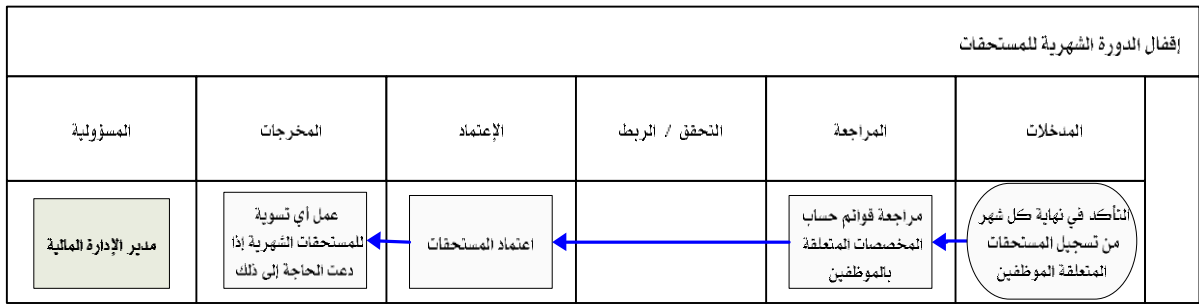 إقفال الدورة الشهرية للمستحقات
المدخلات
المراجعة
التحقق / الربط
الإعتماد
المخرجات
المسؤولية
التأكد في نهاية كل شهر
من تسجيل المستحقات
المتعلقة الموظفين
مراجعة قوائم حساب
المخصصات المتعلقة
بالموظفين
اعتماد المستحقات
عمل أي تسوية
للمستحقات الشهرية إذا
دعت الحاجة إلى ذلك
مدير الإدارة المالية